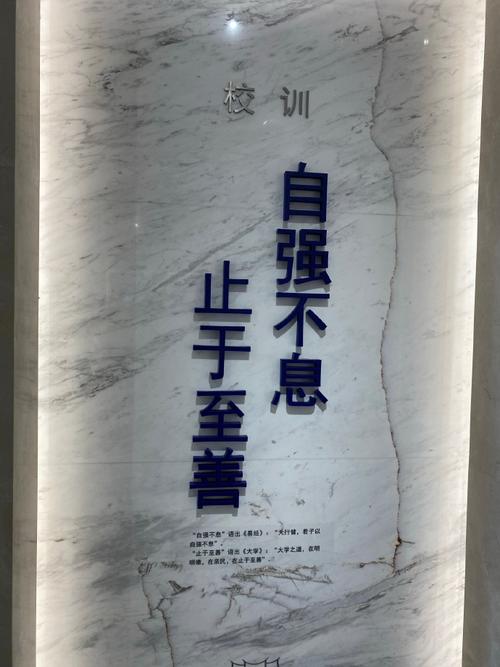 校训
自强不息
止于至善
“自强不息”语出《易经》：“天行健，君子以
自强不息”。
“止于至善”语出《大学》：“大学之道，在明
明德，在亲民，在止于至善”。